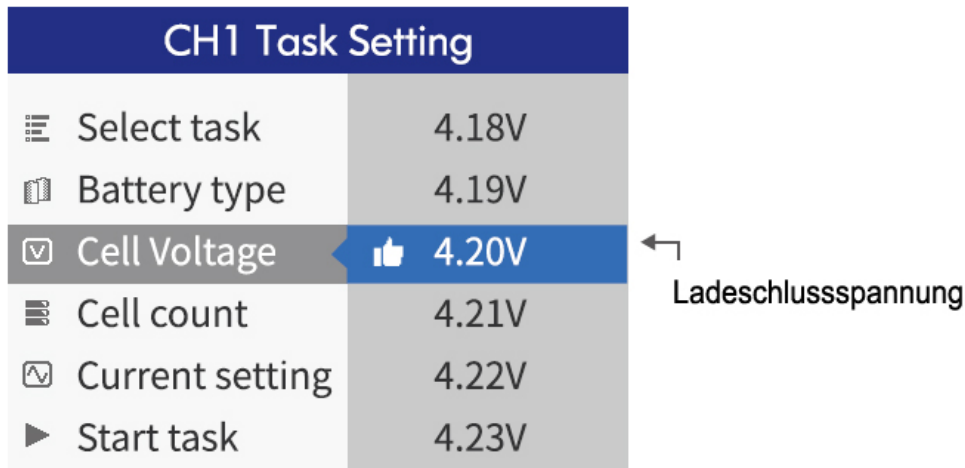 CH1 Task Setting
Select task 4.18V
Battery type 4.19V
Cell Voltage 4.20V
Ladeschlussspannung
Cell count 4.21V
Current setting 4.22V
Start task 4.23V